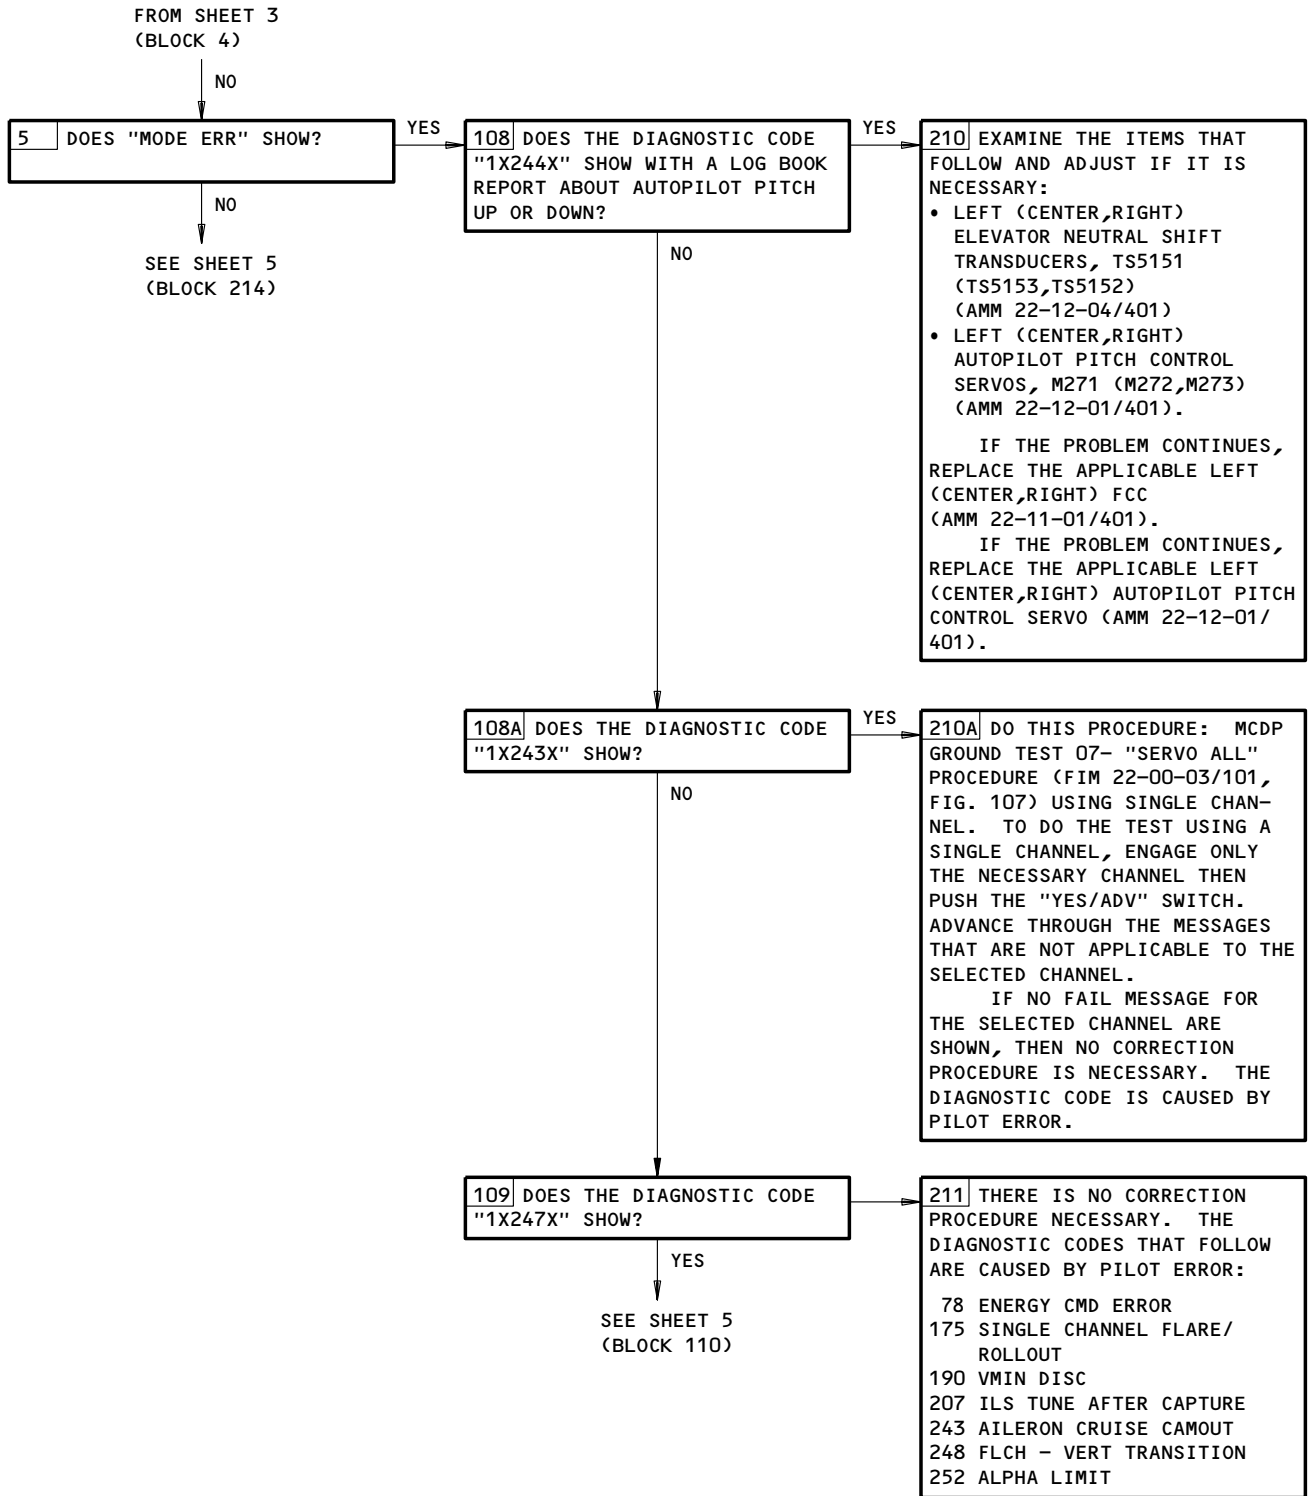 FROM SHEET 3
(BLOCK 4)
NO
5 DOES "MODE ERR" SHOW?
YES
NO
SEE SHEET 5
(BLOCK 214)
108 DOES THE DIAGNOSTIC CODE
"1X244X" SHOW WITH A LOG BOOK
REPORT ABOUT AUTOPILOT PITCH
UP OR DOWN?
YES
NO
210 EXAMINE THE ITEMS THAT
FOLLOW AND ADJUST IF IT IS
NECESSARY:
• LEFT (CENTER,RIGHT)
ELEVATOR NEUTRAL SHIFT
TRANSDUCERS, TS5151
(TS5153,TS5152)
(AMM 22-12-04/401)
• LEFT (CENTER,RIGHT)
AUTOPILOT PITCH CONTROL
SERVOS, M271 (M272,M273)
(AMM 22-12-01/401).
IF THE PROBLEM CONTINUES,
REPLACE THE APPLICABLE LEFT
(CENTER,RIGHT) FCC
(AMM 22-11-01/401).
IF THE PROBLEM CONTINUES,
REPLACE THE APPLICABLE LEFT
(CENTER,RIGHT) AUTOPILOT PITCH
CONTROL SERVO (AMM 22-12-01/
401).
108A DOES THE DIAGNOSTIC CODE
"1X243X" SHOW?
YES
NO
210A DO THIS PROCEDURE: MCDP
GROUND TEST 07- "SERVO ALL"
PROCEDURE (FIM 22-00-03/101,
FIG. 107) USING SINGLE CHAN-
NEL. TO DO THE TEST USING A
SINGLE CHANNEL, ENGAGE ONLY
THE NECESSARY CHANNEL THEN
PUSH THE "YES/ADV" SWITCH.
ADVANCE THROUGH THE MESSAGES
THAT ARE NOT APPLICABLE TO THE
SELECTED CHANNEL.
IF NO FAIL MESSAGE FOR
THE SELECTED CHANNEL ARE
SHOWN, THEN NO CORRECTION
PROCEDURE IS NECESSARY. THE
DIAGNOSTIC CODE IS CAUSED BY
PILOT ERROR.
109 DOES THE DIAGNOSTIC CODE
"1X247X" SHOW?
YES
SEE SHEET 5
(BLOCK 110)
211 THERE IS NO CORRECTION
PROCEDURE NECESSARY. THE
DIAGNOSTIC CODES THAT FOLLOW
ARE CAUSED BY PILOT ERROR:
78 ENERGY CMD ERROR
175 SINGLE CHANNEL FLARE/
ROLLOUT
190 VMIN DISC
207 ILS TUNE AFTER CAPTURE
243 AILERON CRUISE CAMOUT
248 FLCH - VERT TRANSITION
252 ALPHA LIMIT